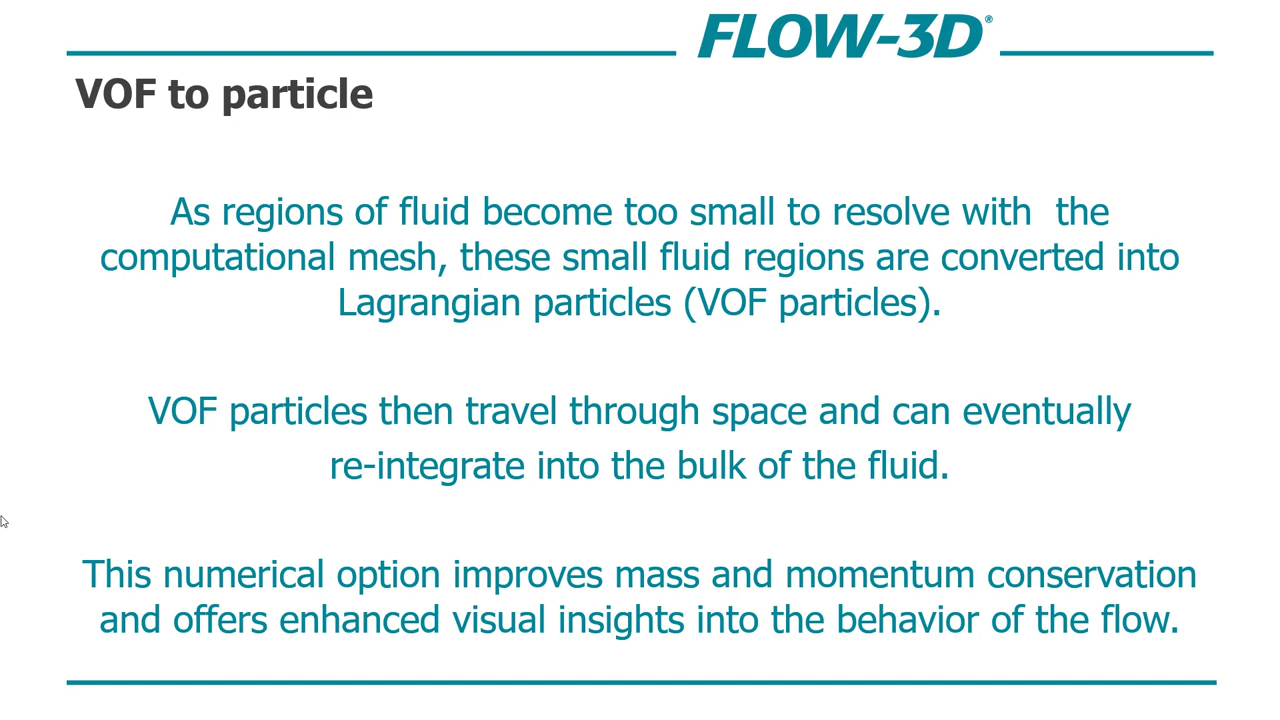 FLOW-3D®
VOF to particle
As regions of fluid become too small to resolve with  the
computational mesh, these small fluid regions are converted into
Lagrangian particles (VOF particles).
VOF particles then travel through space and can eventually
re-integrate into the bulk of the fluid.
This numerical option improves mass and momentum conservation
and offers enhanced visual insights into the behavior of the flow.